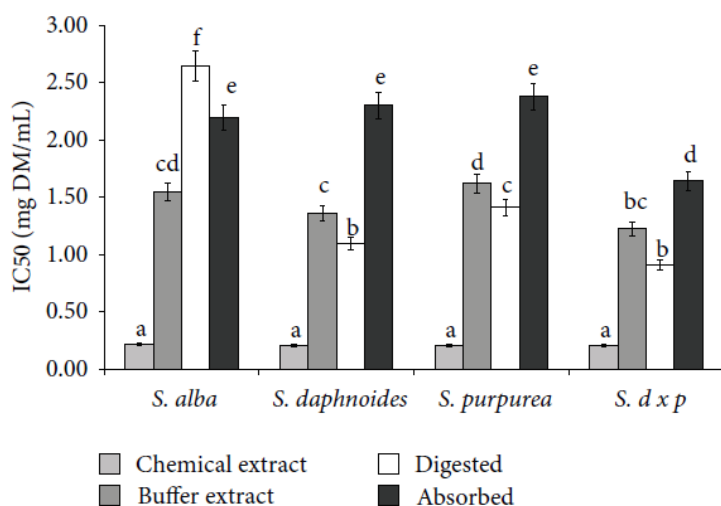 3.00
2.50
2.00
1.50
1.00
0.50
0.00
IC50 (mg DM/mL)
a cd f e
a c b e
a d c e
a bc b d
S. alba S. daphnoides S. purpurea S. d x p
Chemical extract Digested
Buffer extract Absorbed